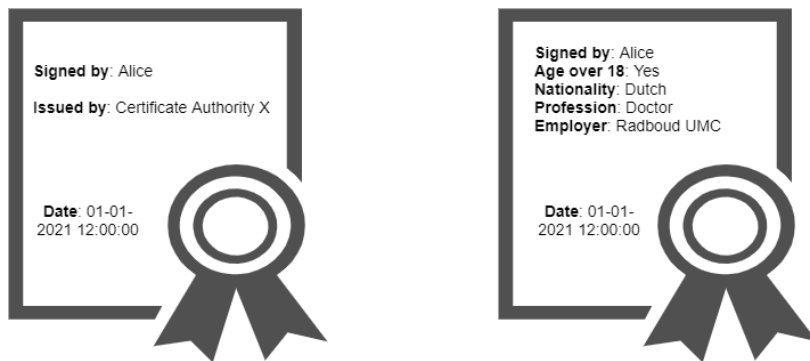 Signed by: Alice
Issued by: Certificate Authority X
Date: 01-01-
2021 12:00:00
Signed by: Alice
Age over 18: Yes
Nationality: Dutch
Profession: Doctor
Employer: Radboud UMC
Date: 01-01-
2021 12:00:00